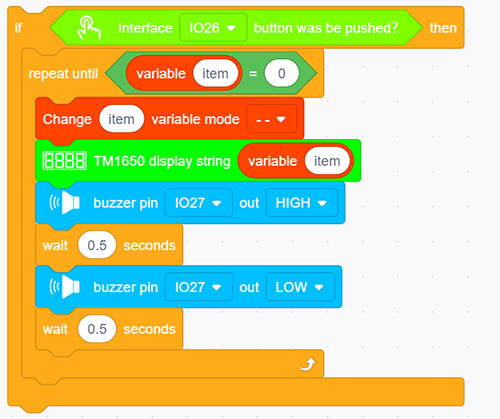 if Interface IO26 button was be pushed? then
repeat until variable item = 0
Change item variable mode --
8888 TM1650 display string variable item
buzzer pin IO27 out HIGH
wait 0.5 seconds
buzzer pin IO27 out LOW
wait 0.5 seconds